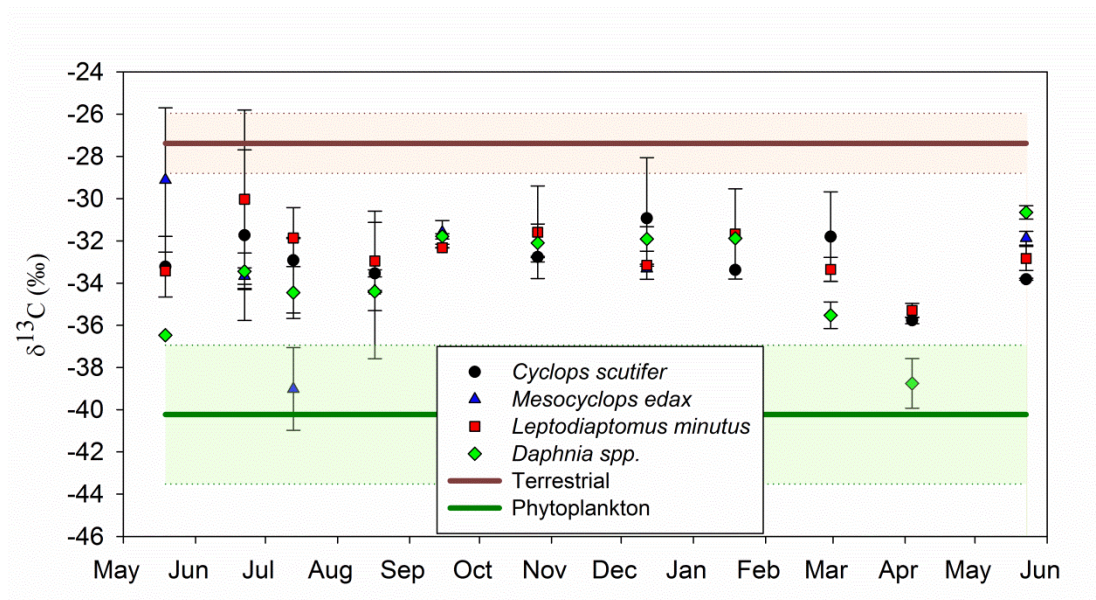 -24
-26
-28
-30
-32
-34
-36
-38
-40
-42
-44
-46
δ13C (‰)
Cyclops scutifer
Mesocyclops edax
Leptodiaptomus minutus
Daphnia spp.
Terrestrial
Phytoplankton
May Jun Jul Aug Sep Oct Nov Dec Jan Feb Mar Apr May Jun